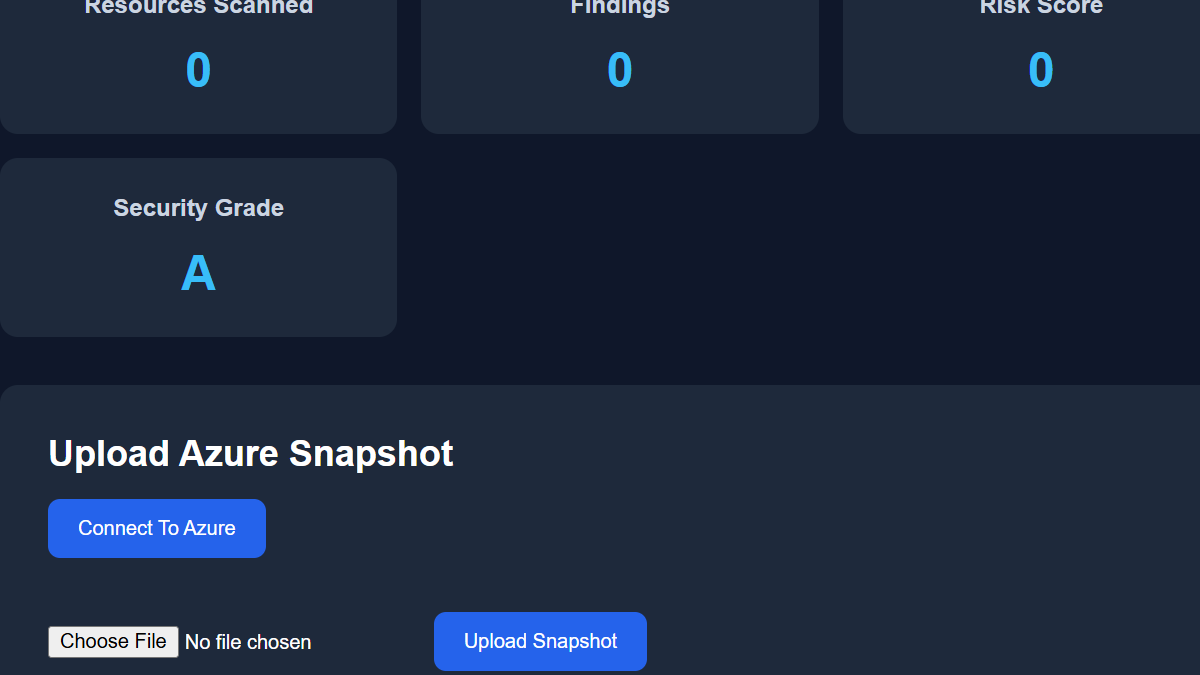 Resources Scanned
Findings
Risk Score
0
0
0
Security Grade
A
Upload Azure Snapshot
Connect To Azure
Choose File No file chosen
Upload Snapshot